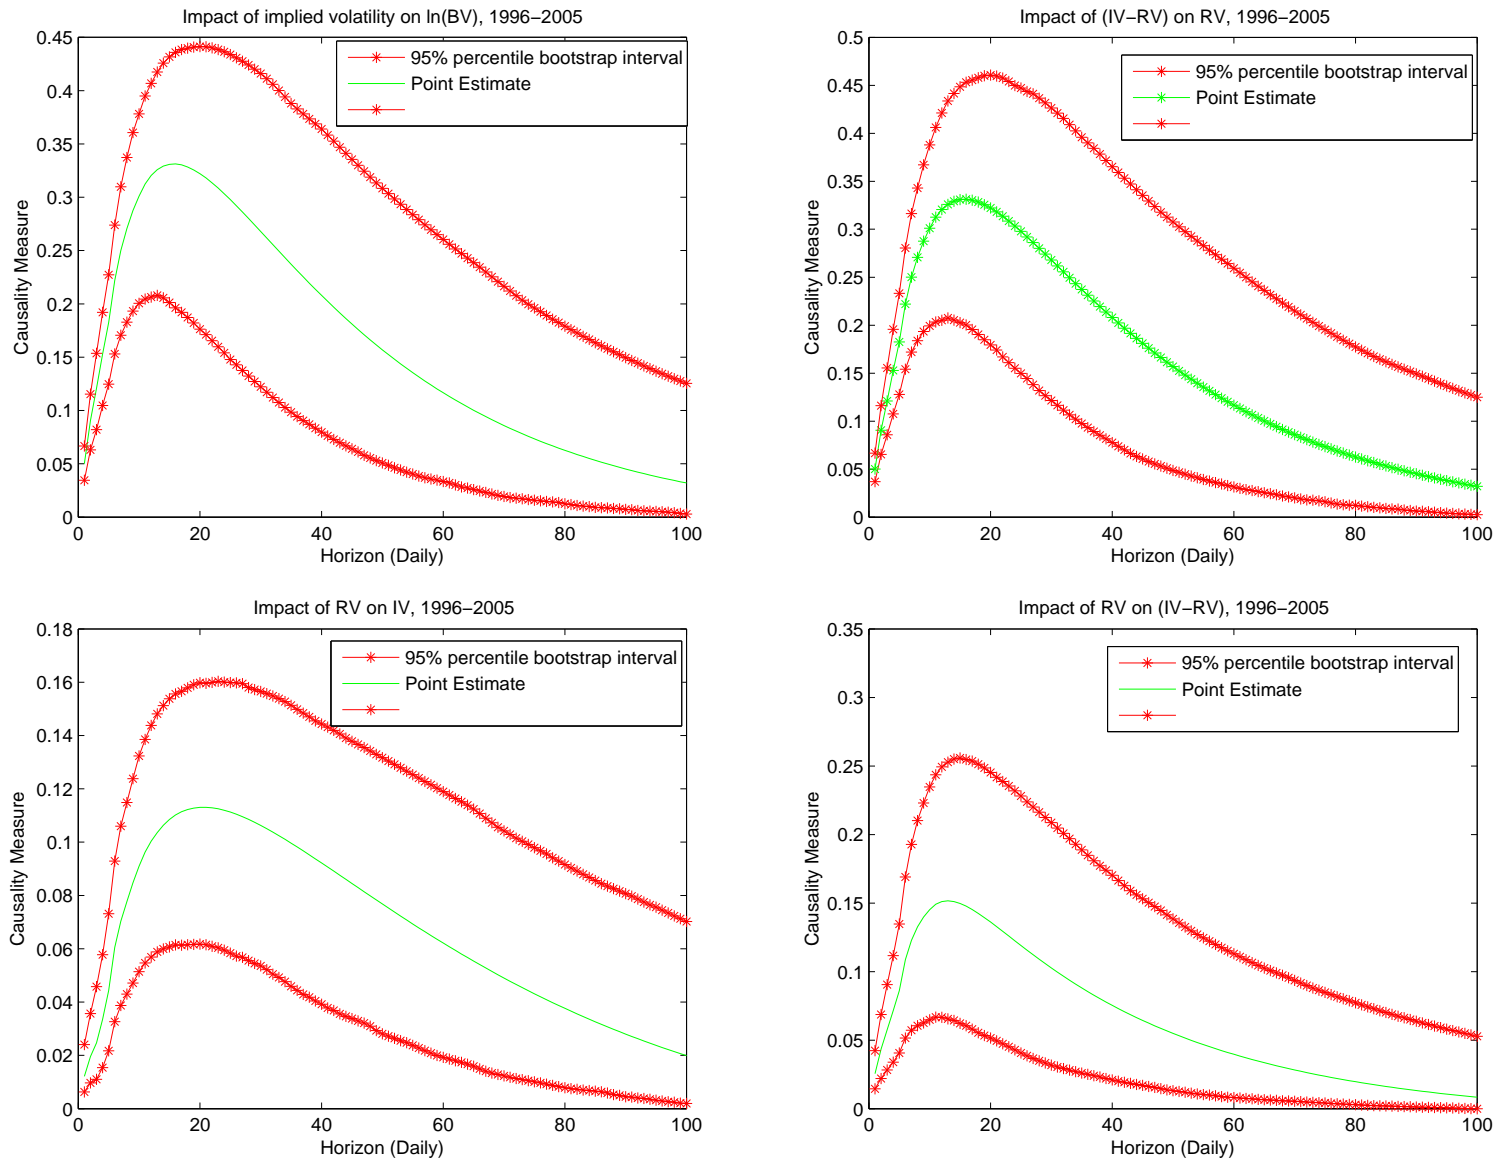 Impact of implied volatility on ln(BV), 1996−2005
0.45
0.4
0.35
0.3
0.25
0.2
0.15
0.1
0.05
0
Causality Measure
95% percentile bootstrap interval
Point Estimate
0 20 40 60 80 100
Horizon (Daily)
Impact of (IV−RV) on RV, 1996−2005
0.5
0.45
0.4
0.35
0.3
0.25
0.2
0.15
0.1
0.05
0
Causality Measure
95% percentile bootstrap interval
Point Estimate
0 20 40 60 80 100
Horizon (Daily)
Impact of RV on IV, 1996−2005
0.18
0.16
0.14
0.12
0.1
0.08
0.06
0.04
0.02
0
Causality Measure
95% percentile bootstrap interval
Point Estimate
0 20 40 60 80 100
Horizon (Daily)
Impact of RV on (IV−RV), 1996−2005
0.35
0.3
0.25
0.2
0.15
0.1
0.05
0
Causality Measure
95% percentile bootstrap interval
Point Estimate
0 20 40 60 80 100
Horizon (Daily)